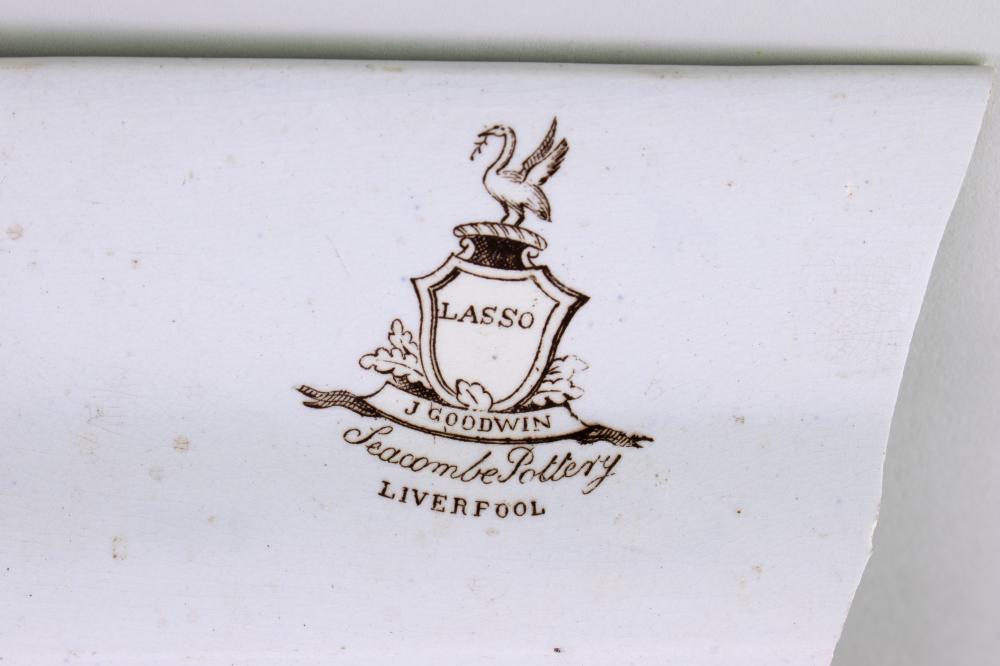 LASSO
J GOODWIN
Seacombe Pottery
LIVERPOOL